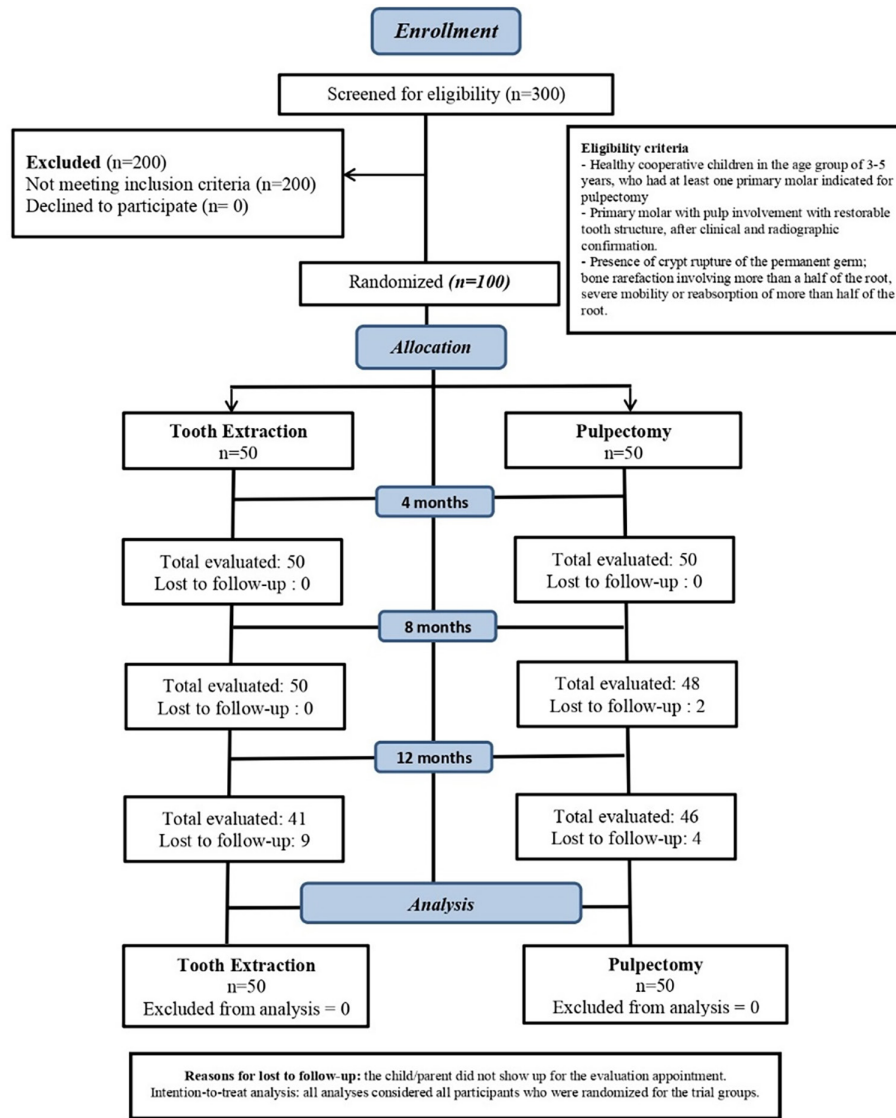 Enrollment
Screened for eligibility (n=300)
Excluded (n=200)
Not meeting inclusion criteria (n=200)
Declined to participate (n= 0)
Eligibility criteria
- Healthy cooperative children in the age group of 3-5
years, who had at least one primary molar indicated for
pulpectomy
- Primary molar with pulp involvement with restorable
tooth structure, after clinical and radiographic
confirmation.
- Presence of crypt rupture of the permanent germ;
bone rarefaction involving more than a half of the root,
severe mobility or reabsorption of more than half of the
root.
Randomized (n=100)
Allocation
Tooth Extraction
n=50
Pulpectomy
n=50
4 months
Total evaluated: 50
Lost to follow-up : 0
Total evaluated: 50
Lost to follow-up : 0
8 months
Total evaluated: 50
Lost to follow-up : 0
Total evaluated: 48
Lost to follow-up : 2
12 months
Total evaluated: 41
Lost to follow-up: 9
Total evaluated: 46
Lost to follow-up: 4
Analysis
Tooth Extraction
n=50
Excluded from analysis = 0
Pulpectomy
n=50
Excluded from analysis = 0
Reasons for lost to follow-up: the child/parent did not show up for the evaluation appointment.
Intention-to-treat analysis: all analyses considered all participants who were randomized for the trial groups.